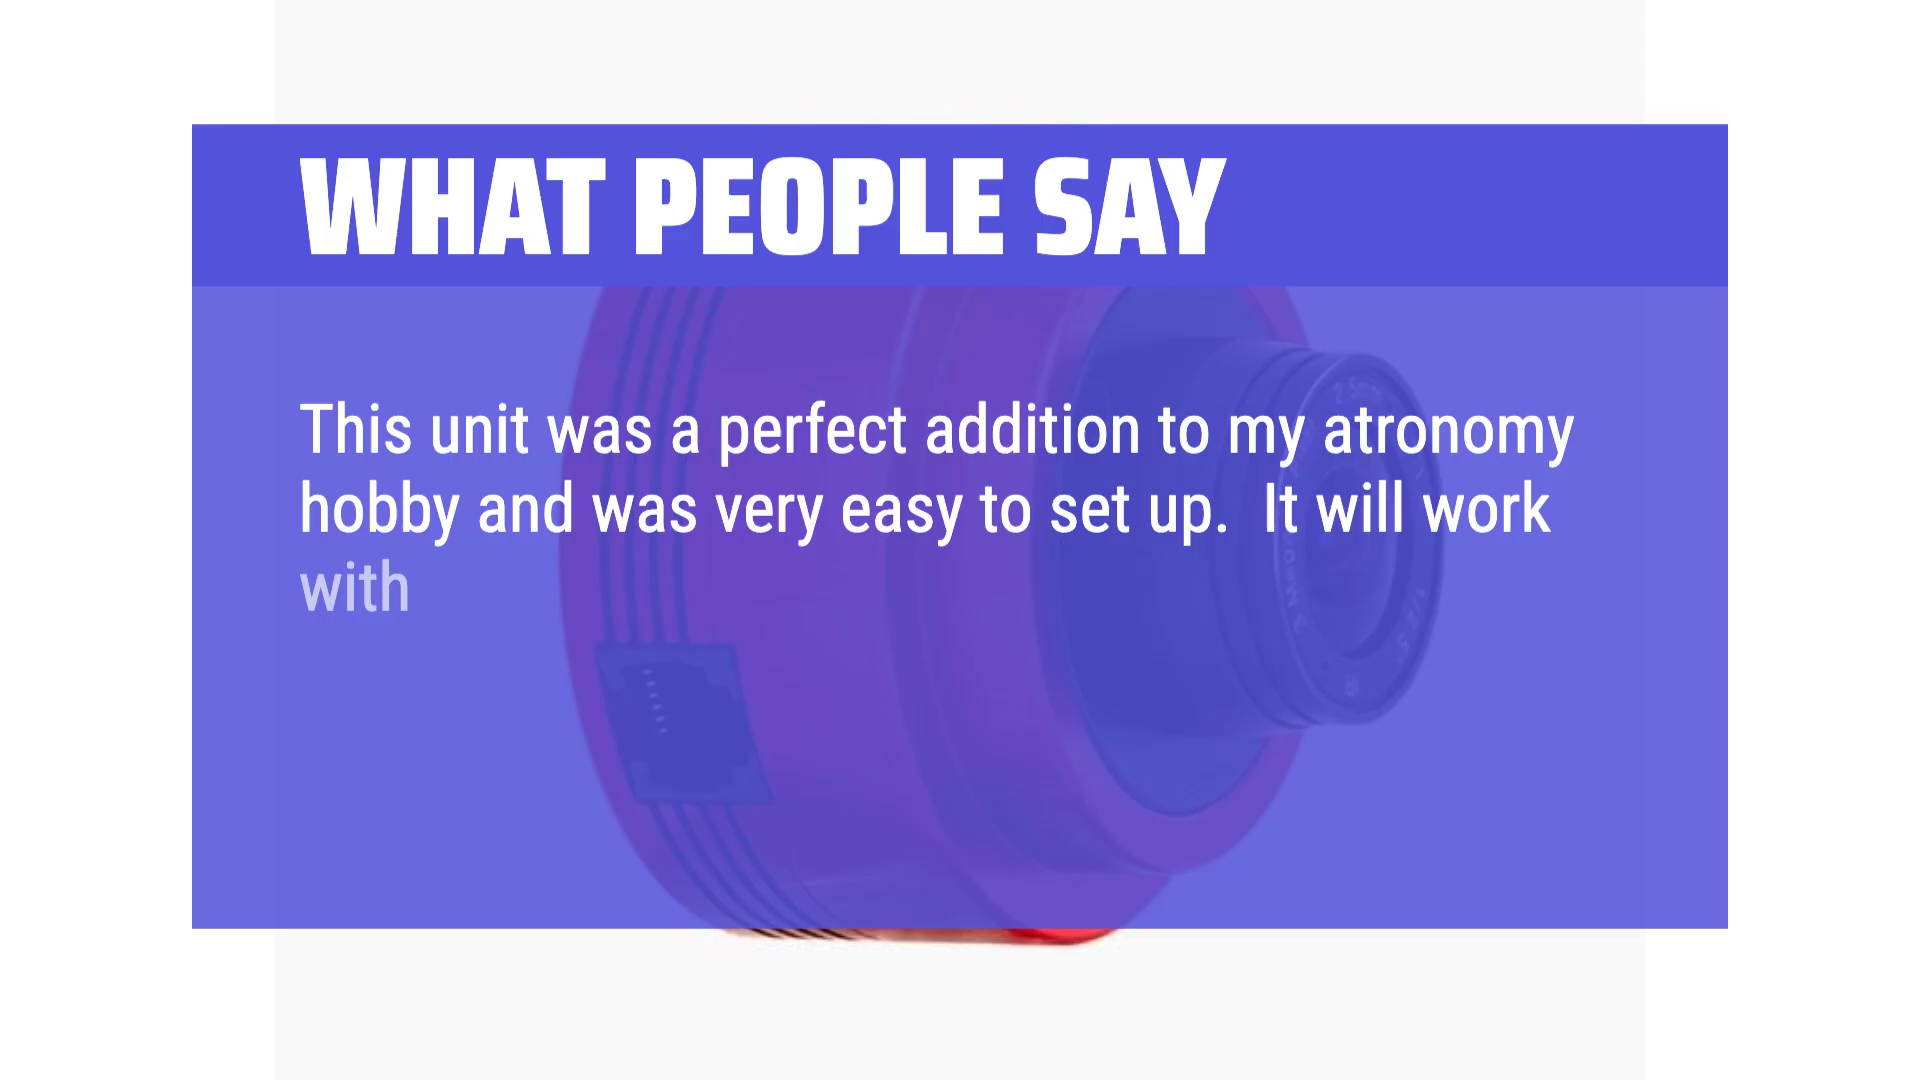 WHAT PEOPLE SAY
This unit was a perfect addition to my atronomy
hobby and was very easy to set up.  It will work
with